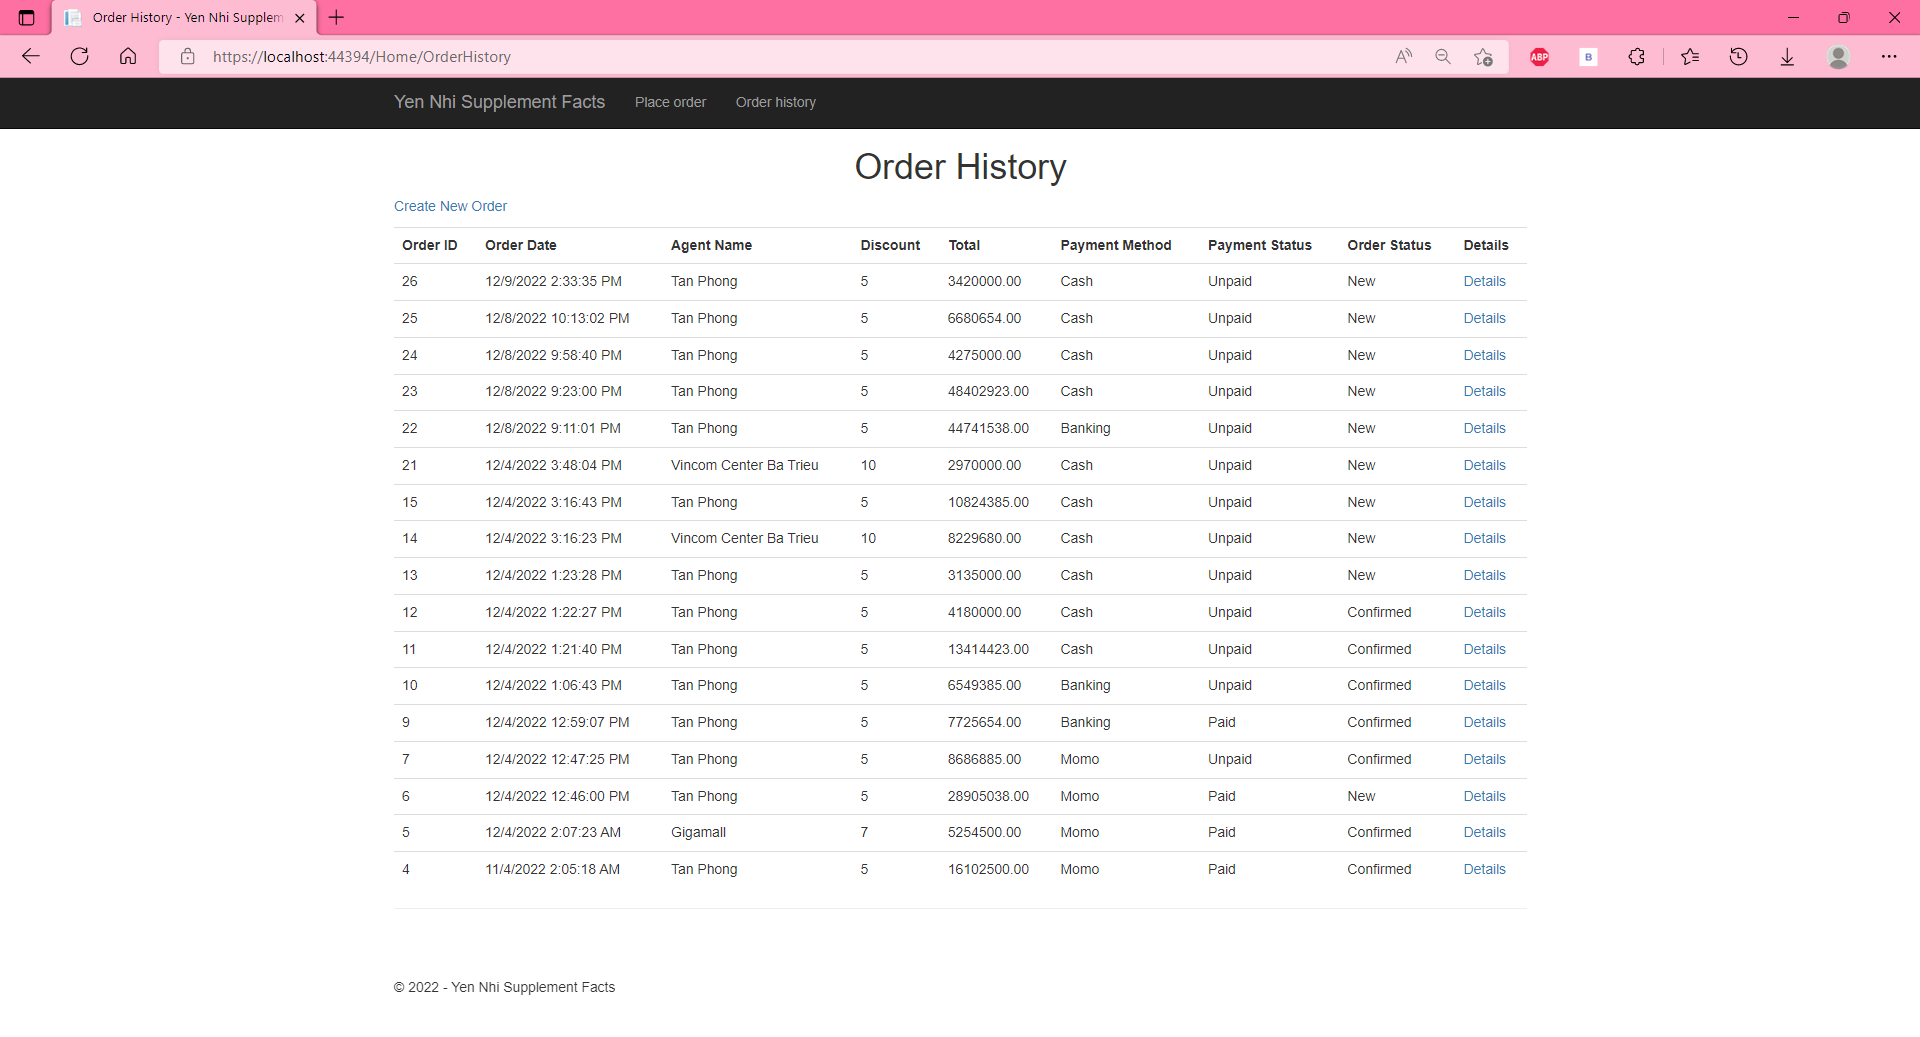 Order History - Yen Nhi Supplem
https://localhost:44394/Home/OrderHistory
ABP
B
Yen Nhi Supplement Facts Place order Order history
Order History
Create New Order
Order ID Order Date Agent Name Discount Total Payment Method Payment Status Order Status Details
26 12/9/2022 2:33:35 PM Tan Phong 5 3420000.00 Cash Unpaid New Details
25 12/8/2022 10:13:02 PM Tan Phong 5 6680654.00 Cash Unpaid New Details
24 12/8/2022 9:58:40 PM Tan Phong 5 4275000.00 Cash Unpaid New Details
23 12/8/2022 9:23:00 PM Tan Phong 5 48402923.00 Cash Unpaid New Details
22 12/8/2022 9:11:01 PM Tan Phong 5 44741538.00 Banking Unpaid New Details
21 12/4/2022 3:48:04 PM Vincom Center Ba Trieu 10 2970000.00 Cash Unpaid New Details
15 12/4/2022 3:16:43 PM Tan Phong 5 10824385.00 Cash Unpaid New Details
14 12/4/2022 3:16:23 PM Vincom Center Ba Trieu 10 8229680.00 Cash Unpaid New Details
13 12/4/2022 1:23:28 PM Tan Phong 5 3135000.00 Cash Unpaid New Details
12 12/4/2022 1:22:27 PM Tan Phong 5 4180000.00 Cash Unpaid Confirmed Details
11 12/4/2022 1:21:40 PM Tan Phong 5 13414423.00 Cash Unpaid Confirmed Details
10 12/4/2022 1:06:43 PM Tan Phong 5 6549385.00 Banking Unpaid Confirmed Details
9 12/4/2022 12:59:07 PM Tan Phong 5 7725654.00 Banking Paid Confirmed Details
7 12/4/2022 12:47:25 PM Tan Phong 5 8686885.00 Momo Unpaid Confirmed Details
6 12/4/2022 12:46:00 PM Tan Phong 5 28905038.00 Momo Paid New Details
5 12/4/2022 2:07:23 AM Gigamall 7 5254500.00 Momo Paid Confirmed Details
4 11/4/2022 2:05:18 AM Tan Phong 5 16102500.00 Momo Paid Confirmed Details
© 2022 - Yen Nhi Supplement Facts